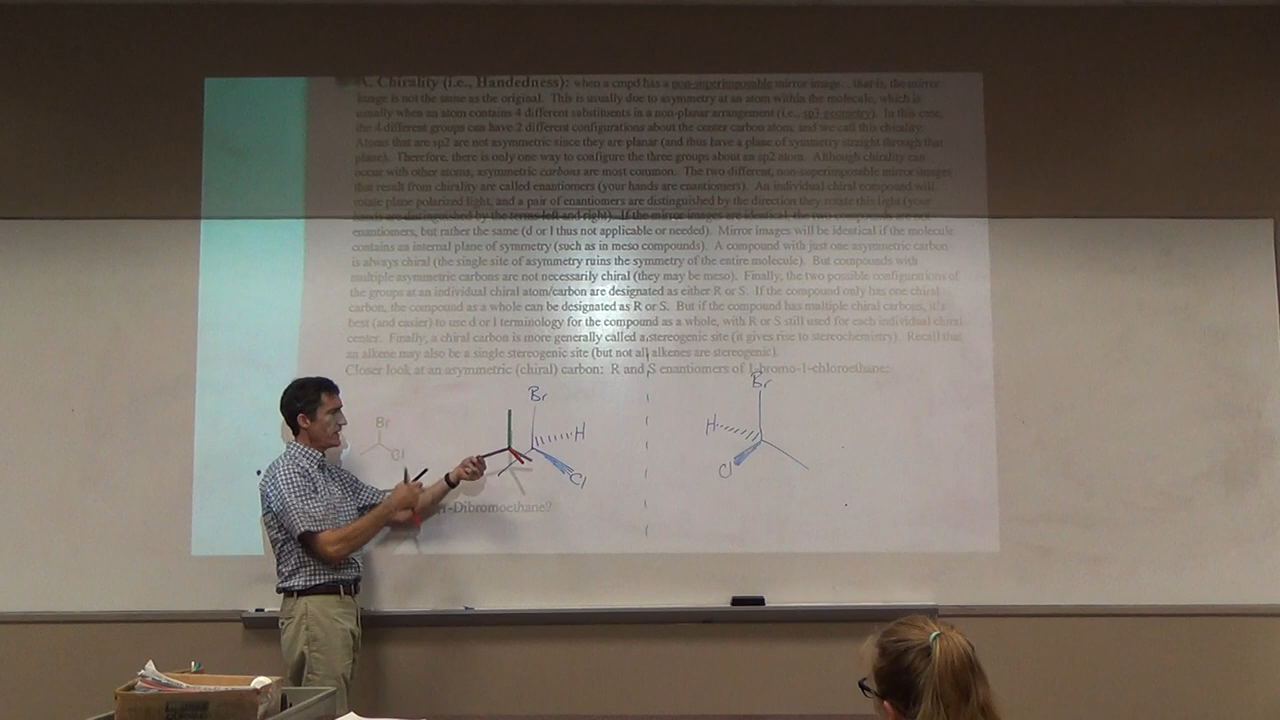 A. Chirality (i.e., Handedness): when a cmpd has a non-superimposable mirror image. . .that is, the mirror
image is not the same as the original. This is usually due to asymmetry at an atom within the molecule, which is
usually when an atom contains 4 different substituents in a non-planar arrangement (i.e., sp3 geometry). In this case,
the 4 different groups can have 2 different configurations about the center carbon atom, and we call this chirality.
Atoms that are sp2 are not asymmetric since they are planar (and thus have a plane of symmetry straight through that
plane). Therefore, there is only one way to configure the three groups about an sp2 atom. Although chirality can
occur with other atoms, asymmetric carbons are most common. The two different, non-superimposable mirror images
that result from chirality are called enantiomers (your hands are enantiomers). An individual chiral compound will
rotate plane polarized light, and a pair of enantiomers are distinguished by the direction they rotate this light (your
hands are distinguished by the terms left and right). If the mirror images are identical, the two compounds are not
enantiomers, but rather the same (d or l thus not applicable or needed). Mirror images will be identical if the molecule
contains an internal plane of symmetry (such as in meso compounds). A compound with just one asymmetric carbon
is always chiral (the single site of asymmetry ruins the symmetry of the entire molecule). But compounds with
multiple asymmetric carbons are not necessarily chiral (they may be meso). Finally, the two possible configurations of
the groups at an individual chiral atom/carbon are designated as either R or S. If the compound only has one chiral
carbon, the compound as a whole can be designated as R or S. But if the compound has multiple chiral carbons, it's
best (and easier) to use d or l terminology for the compound as a whole, with R or S still used for each individual chiral
center. Finally, a chiral carbon is more generally called a stereogenic site (it gives rise to stereochemistry). Recall that
an alkene may also be a single stereogenic site (but not all alkenes are stereogenic).
Closer look at an asymmetric (chiral) carbon: R and S enantiomers of 1-bromo-1-chloroethane:
Br
Cl
Br
H
Cl
Br
H
Cl
-Dibromoethane?